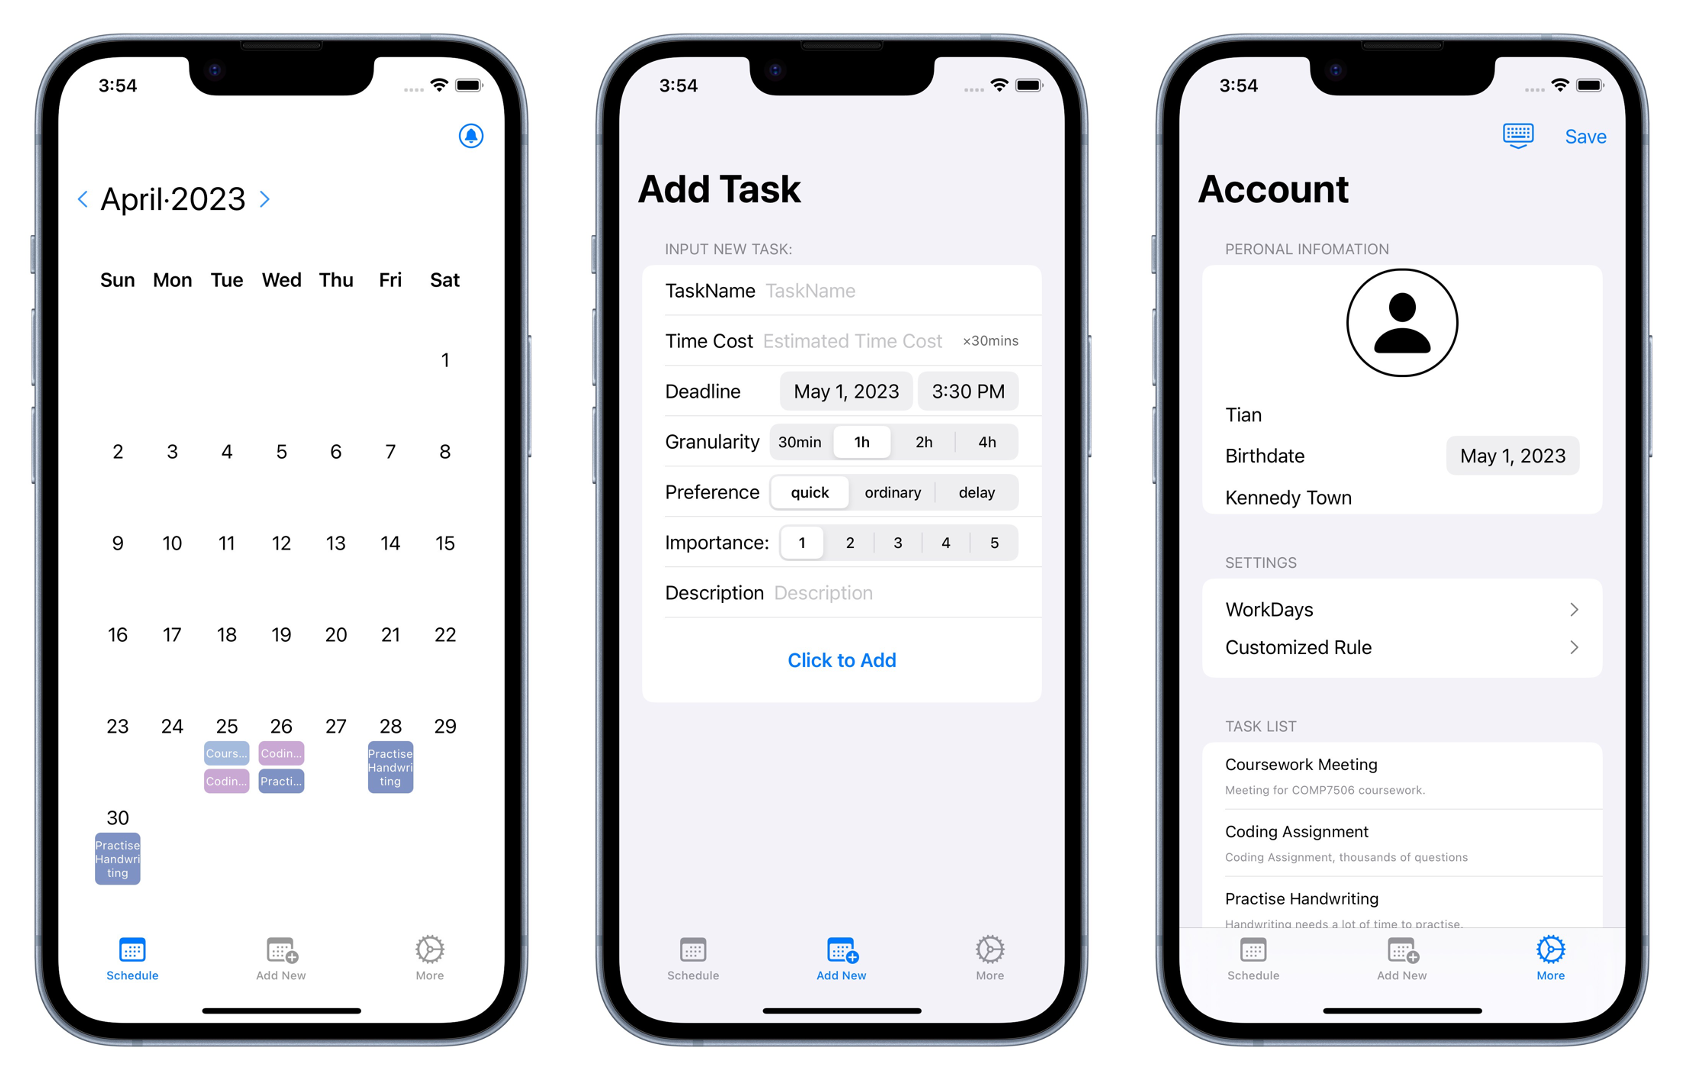 3:54
April·2023
Sun Mon Tue Wed Thu Fri Sat
1
2 3 4 5 6 7 8
9 10 11 12 13 14 15
16 17 18 19 20 21 22
23 24 25 26 27 28 29
Cours... Codin... Practise
Handwri
Codin... Practi... ting
30
Practise
Handwri
ting
Schedule Add New More
3:54
Add Task
INPUT NEW TASK:
TaskName TaskName
Time Cost Estimated Time Cost ×30mins
Deadline May 1, 2023 3:30 PM
Granularity 30min 1h 2h 4h
Preference quick ordinary delay
Importance: 1 2 3 4 5
Description Description
Click to Add
Schedule Add New More
3:54
Save
Account
PERONAL INFOMATION
Tian
Birthdate May 1, 2023
Kennedy Town
SETTINGS
WorkDays
Customized Rule
TASK LIST
Coursework Meeting
Meeting for COMP7506 coursework.
Coding Assignment
Coding Assignment, thousands of questions
Practise Handwriting
Handwriting needs a lot of time to practise.
Schedule Add New More